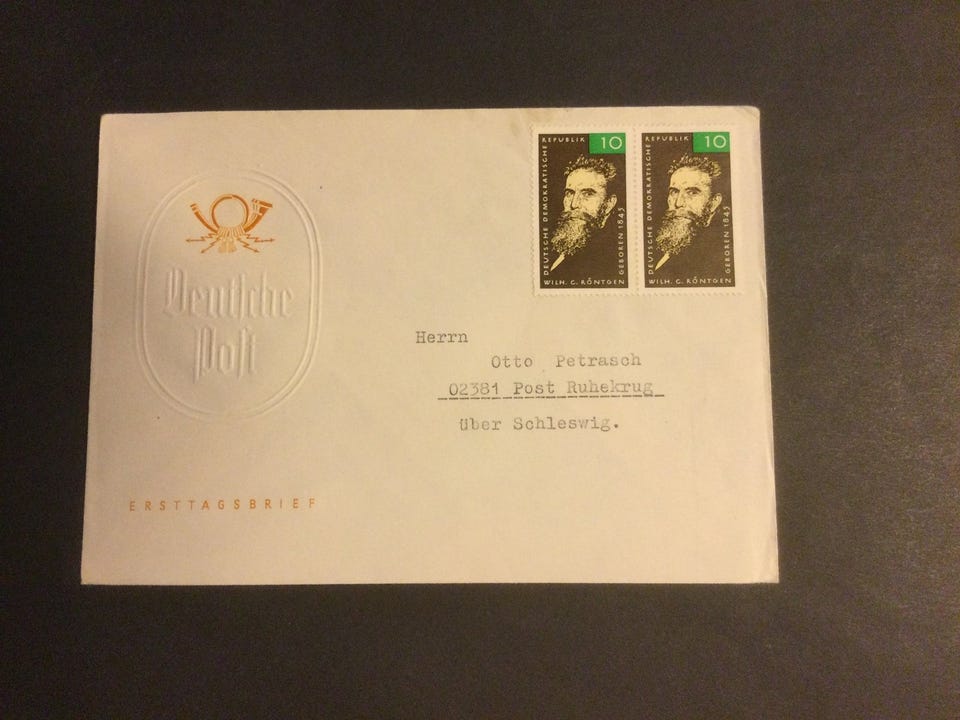 Deutsche
Post
ERSTTAGSBRIEF
DEUTSCHE DEMOKRATISCHE REPUBLIK
10
GEBOREN 1845
WILH. C. RÖNTGEN
DEUTSCHE DEMOKRATISCHE REPUBLIK
10
GEBOREN 1845
WILH. C. RÖNTGEN
Herrn
Otto Petrasch
02381 Post Ruhekrug
über Schleswig.